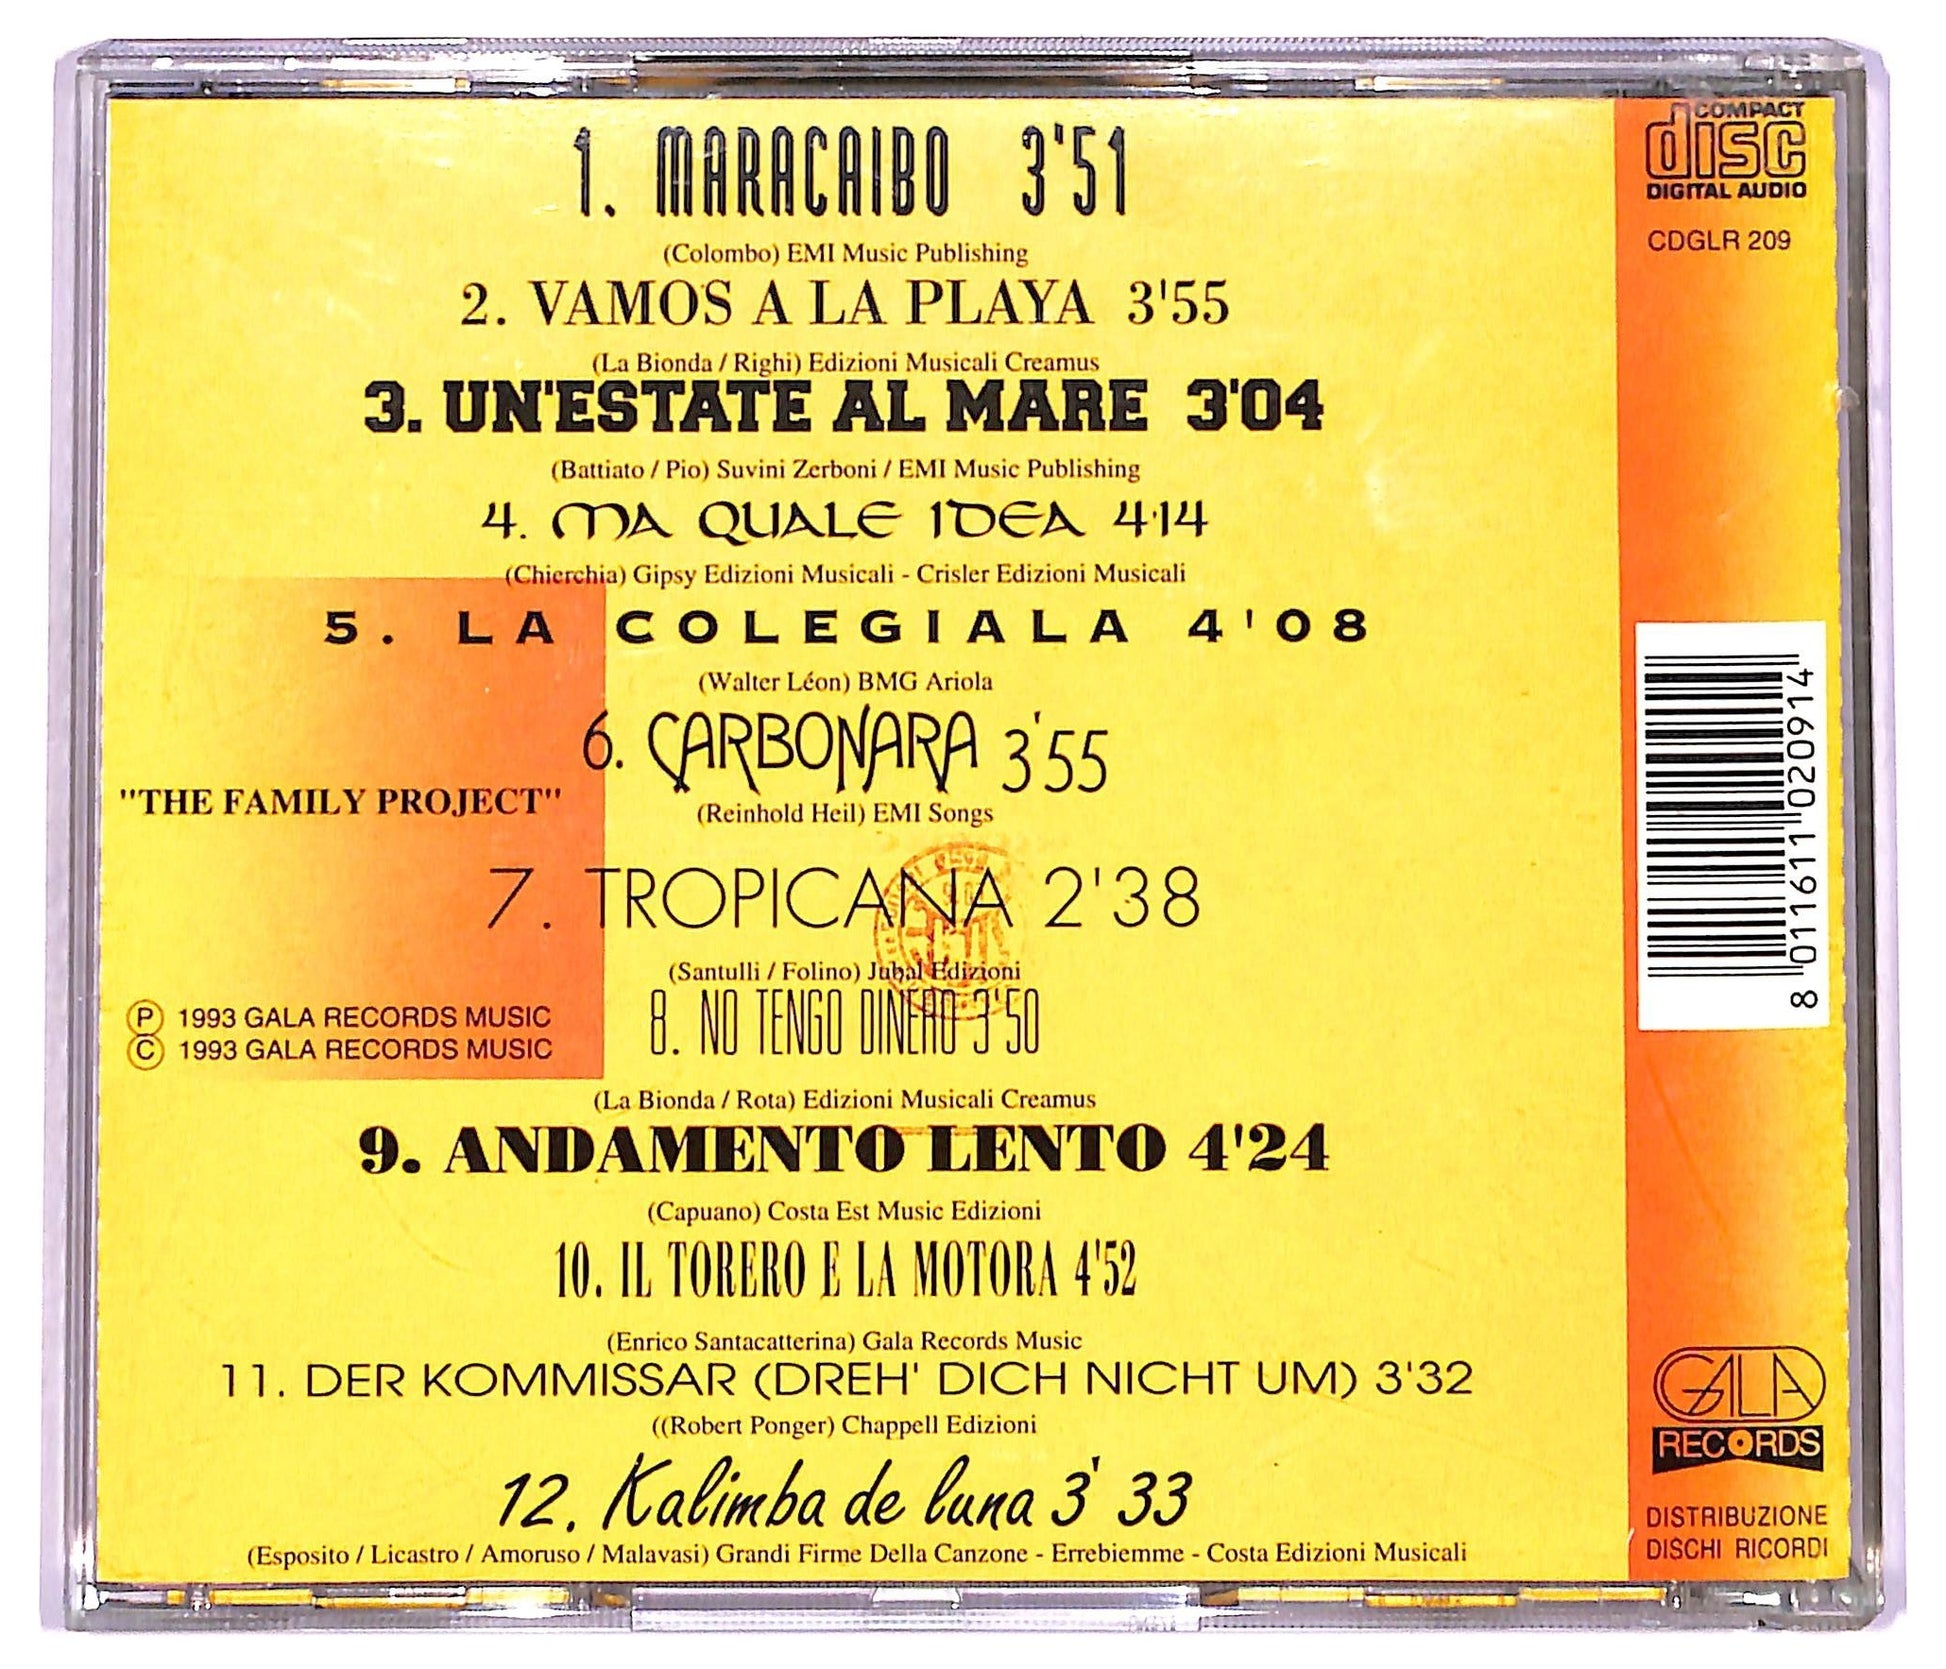 1. MARACAIBO 3'51
(Colombo) EMI Music Publishing
2. VAMOS A LA PLAYA 3'55
(La Bionda / Righi) Edizioni Musicali Creamus
3. UN'ESTATE AL MARE 3'04
(Battiato / Pio) Suvini Zerboni / EMI Music Publishing
4. MA QUALE IDEA 4'14
(Chierchia) Gipsy Edizioni Musicali - Crisler Edizioni Musicali
5. LA COLEGIALA 4'08
(Walter Léon) BMG Ariola
6. CARBONARA 3'55
(Reinhold Heil) EMI Songs
"THE FAMILY PROJECT"
7. TROPICANA 2'38
(Santulli / Folino) Jubal Edizioni
8. NO TENGO DINERO 3'50
Ⓟ 1993 GALA RECORDS MUSIC
© 1993 GALA RECORDS MUSIC
(La Bionda / Rota) Edizioni Musicali Creamus
9. ANDAMENTO LENTO 4'24
(Capuano) Costa Est Music Edizioni
10. IL TORERO E LA MOTORA 4'52
(Enrico Santacatterina) Gala Records Music
11. DER KOMMISSAR (DREH' DICH NICHT UM) 3'32
((Robert Ponger) Chappell Edizioni
12. Kalimba de luna 3' 33
(Esposito / Licastro / Amoruso / Malavasi) Grandi Firme Della Canzone - Errebiemme - Costa Edizioni Musicali
COMPACT
disc
DIGITAL AUDIO
CDGLR 209
8 011611 020914
GALA
RECORDS
DISTRIBUZIONE
DISCHI RICORDI